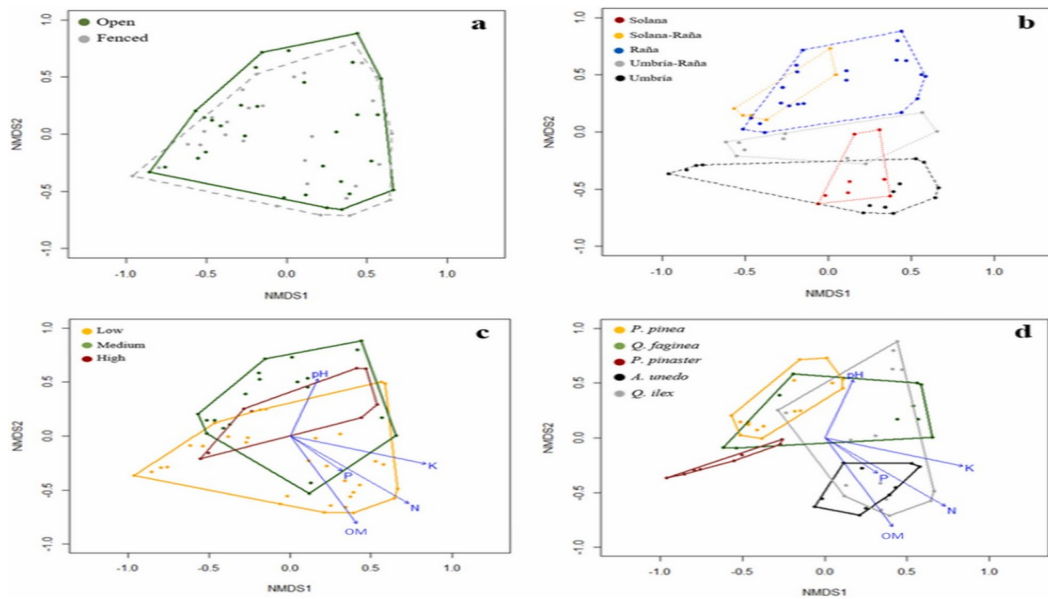 a
Open
Fenced
1.0
0.5
0.0
-0.5
-1.0
NMDS2
-1.0
-0.5
0.0
0.5
1.0
NMDS1
b
Solana
Solana-Raña
Raña
Umbría-Raña
Umbría
1.0
0.5
0.0
-0.5
-1.0
NMDS2
-1.0
-0.5
0.0
0.5
1.0
NMDS1
c
Low
Medium
High
pH
K
P
N
OM
1.0
0.5
0.0
-0.5
-1.0
NMDS2
-1.0
-0.5
0.0
0.5
1.0
NMDS1
d
P. pinea
Q. faginea
P. pinaster
A. unedo
Q. ilex
pH
K
P
N
OM
1.0
0.5
0.0
-0.5
-1.0
NMDS2
-1.0
-0.5
0.0
0.5
1.0
NMDS1